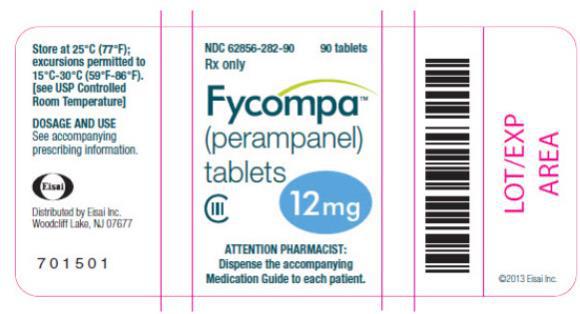 Store at 25°C (77°F);
excursions permitted to
15°C-30°C (59°F-86°F).
[see USP Controlled
Room Temperature]
DOSAGE AND USE
See accompanying
prescribing information.
Eisai
Distributed by Eisai Inc.
Woodcliff Lake, NJ 07677
701501
NDC 62856-282-90 90 tablets
Rx only
Fycompa™
(perampanel)
tablets
CIII
12 mg
ATTENTION PHARMACIST:
Dispense the accompanying
Medication Guide to each patient.
LOT/EXP
AREA
©2013 Eisai Inc.